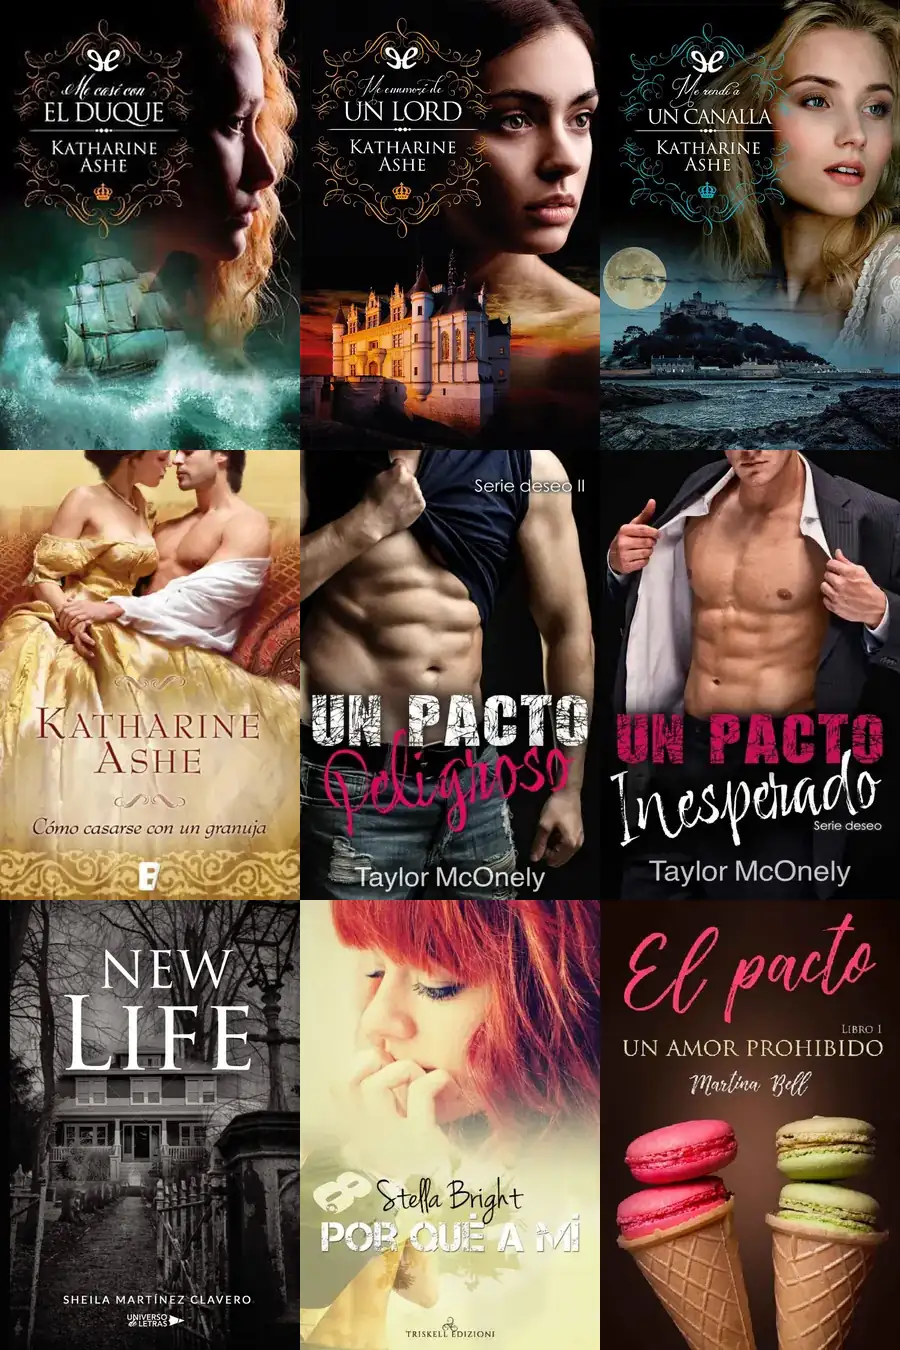 Me casé con
EL DUQUE
KATHARINE
ASHE
Me enamoré de
UN LORD
KATHARINE
ASHE
Me rendí a
UN CANALLA
KATHARINE
ASHE
KATHARINE
ASHE
Cómo casarse con un granuja
B
Serie deseo II
UN PACTO
Peligroso
Taylor McOnely
UN PACTO
Inesperado
Serie deseo
Taylor McOnely
NEW
LIFE
SHEILA MARTÍNEZ CLAVERO
UNIVERSO
de LETRAS
Stella Bright
POR QUÉ A MÍ
TRISKELL EDIZIONI
El pacto
LIBRO 1
UN AMOR PROHIBIDO
Martina Bell